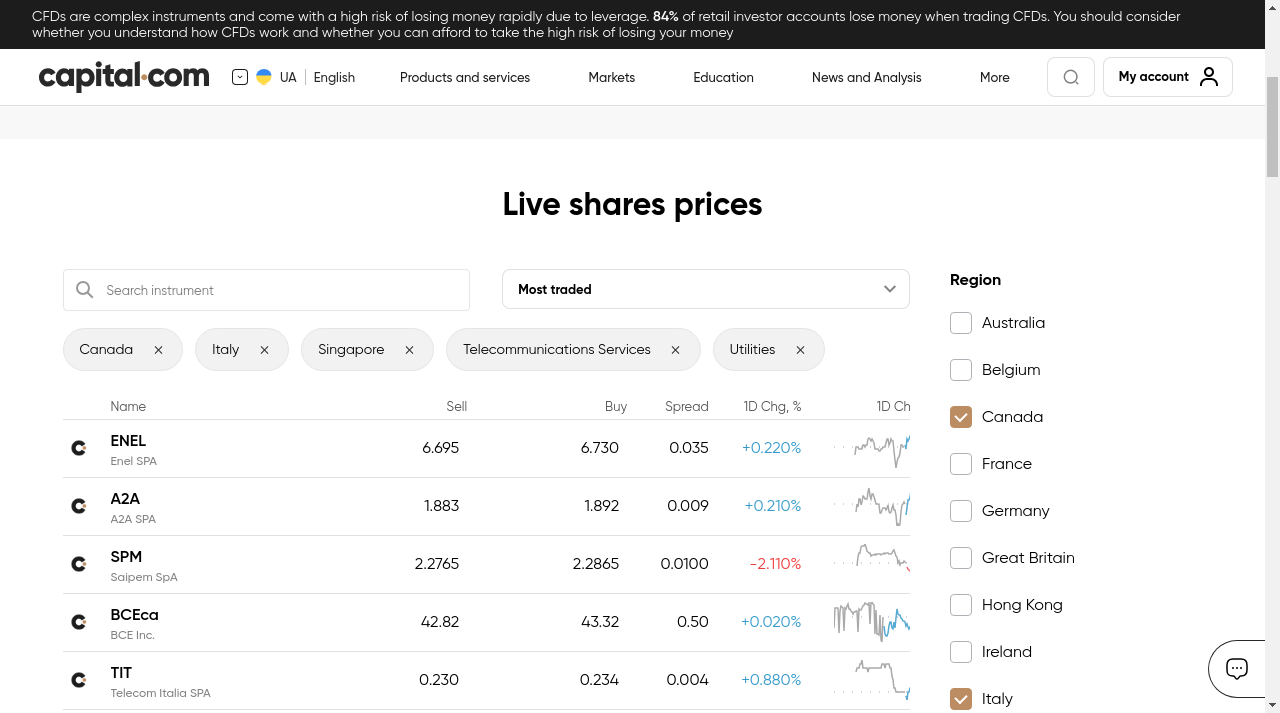 CFDs are complex instruments and come with a high risk of losing money rapidly due to leverage. 84% of retail investor accounts lose money when trading CFDs. You should consider
whether you understand how CFDs work and whether you can afford to take the high risk of losing your money
capital.com
UA English
Products and services
Markets
Education
News and Analysis
More
My account
Live shares prices
Search instrument
Most traded
Canada
Italy
Singapore
Telecommunications Services
Utilities
Name Sell Buy Spread 1D Chg, % 1D Ch
ENEL 6.695 6.730 0.035 +0.220%
Enel SPA
A2A 1.883 1.892 0.009 +0.210%
A2A SPA
SPM 2.2765 2.2865 0.0100 -2.110%
Saipem SpA
BCEca 42.82 43.32 0.50 +0.020%
BCE Inc.
TIT 0.230 0.234 0.004 +0.880%
Telecom Italia SPA
Region
Australia
Belgium
Canada
France
Germany
Great Britain
Hong Kong
Ireland
Italy